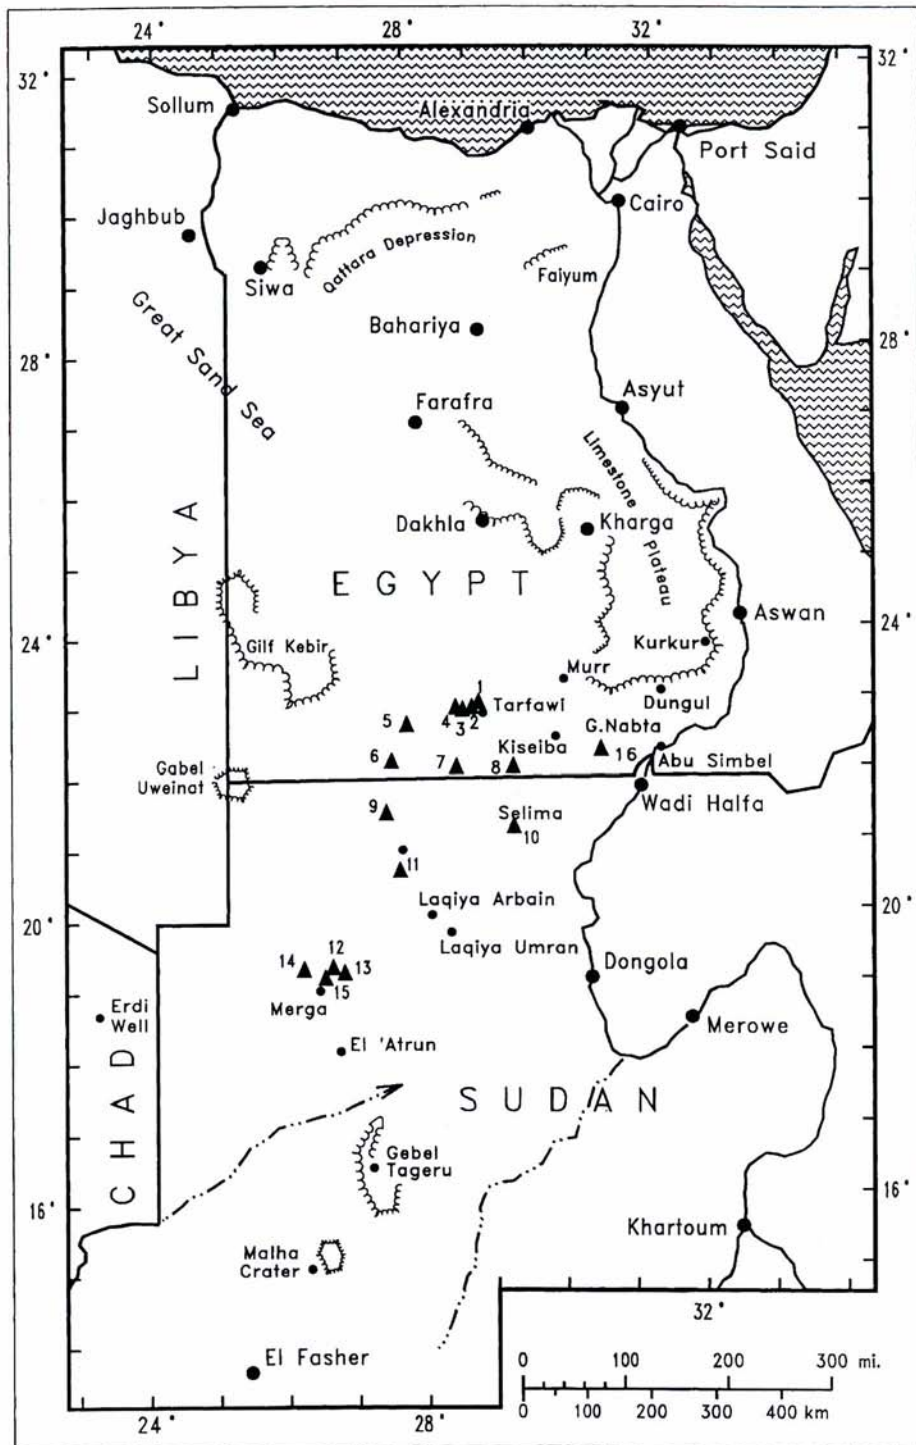 24° 28° 32°
32° 32°
Sollum
Alexandria
Port Said
Jaghbub
Cairo
Siwa
Qattara Depression
Faiyum
Great Sand Sea
Bahariya
28° 28°
Farafra
Asyut
Limestone Plateau
Dakhla
Kharga
LIBYA
EGYPT
Aswan
24° 24°
Gilf Kebir
Kurkur
Murr
1
Tarfawi
Dungul
4 3 2
5
G.Nabta
Kiseiba
16
6 7 8
Abu Simbel
Gabel
Uweinat
Wadi Halfa
9
Selima
10
11
Laqiya Arbain
20° 20°
Laqiya Umran
14 12 13
15
Dongola
Merga
Erdi
Well
Merowe
El 'Atrun
CHAD
SUDAN
Gebel
Tageru
16° 16°
Khartoum
Malha
Crater
32°
El Fasher
0 100 200 300 mi.
0 100 200 300 400 km
24° 28°